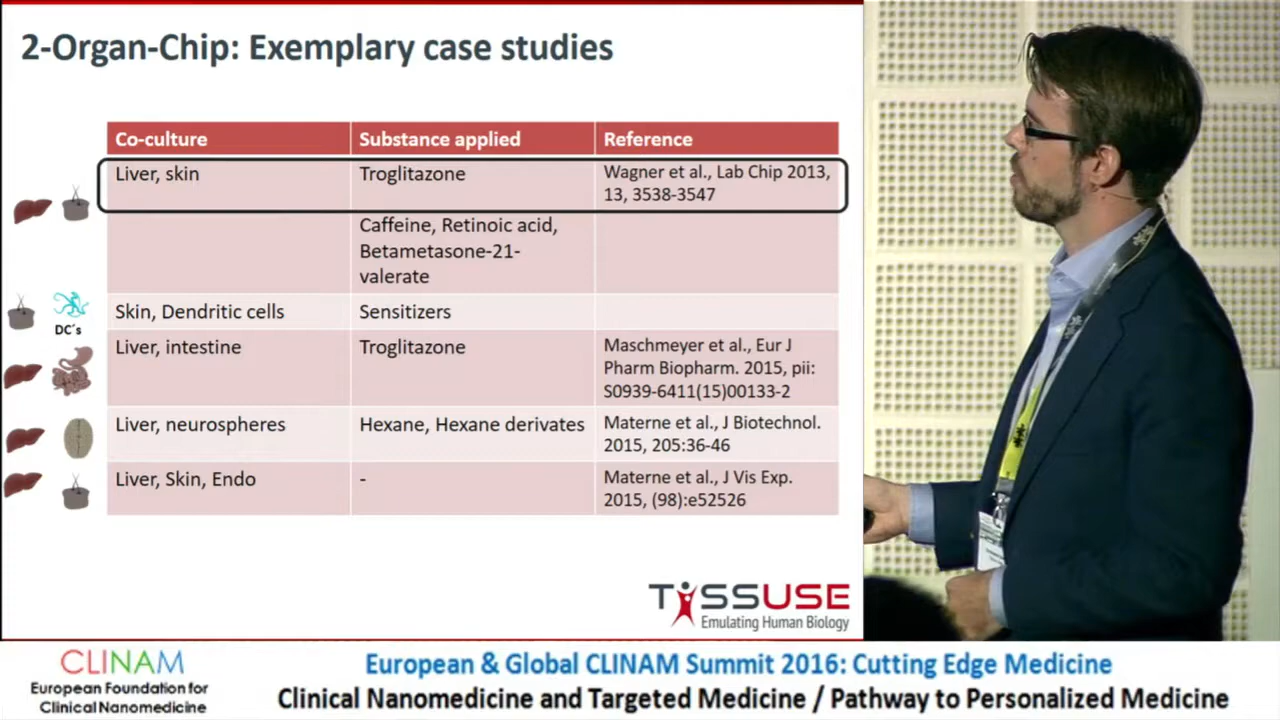 2-Organ-Chip: Exemplary case studies
Co-culture Substance applied Reference
Liver, skin Troglitazone Wagner et al., Lab Chip 2013,
13, 3538-3547
Caffeine, Retinoic acid,
Betametasone-21-
valerate
DC´s
Skin, Dendritic cells Sensitizers
Liver, intestine Troglitazone Maschmeyer et al., Eur J
Pharm Biopharm. 2015, pii:
S0939-6411(15)00133-2
Liver, neurospheres Hexane, Hexane derivates Materne et al., J Biotechnol.
2015, 205:36-46
Liver, Skin, Endo - Materne et al., J Vis Exp.
2015, (98):e52526
TISSUSE
Emulating Human Biology
CLINAM
European Foundation for
Clinical Nanomedicine
European & Global CLINAM Summit 2016: Cutting Edge Medicine
Clinical Nanomedicine and Targeted Medicine / Pathway to Personalized Medicine